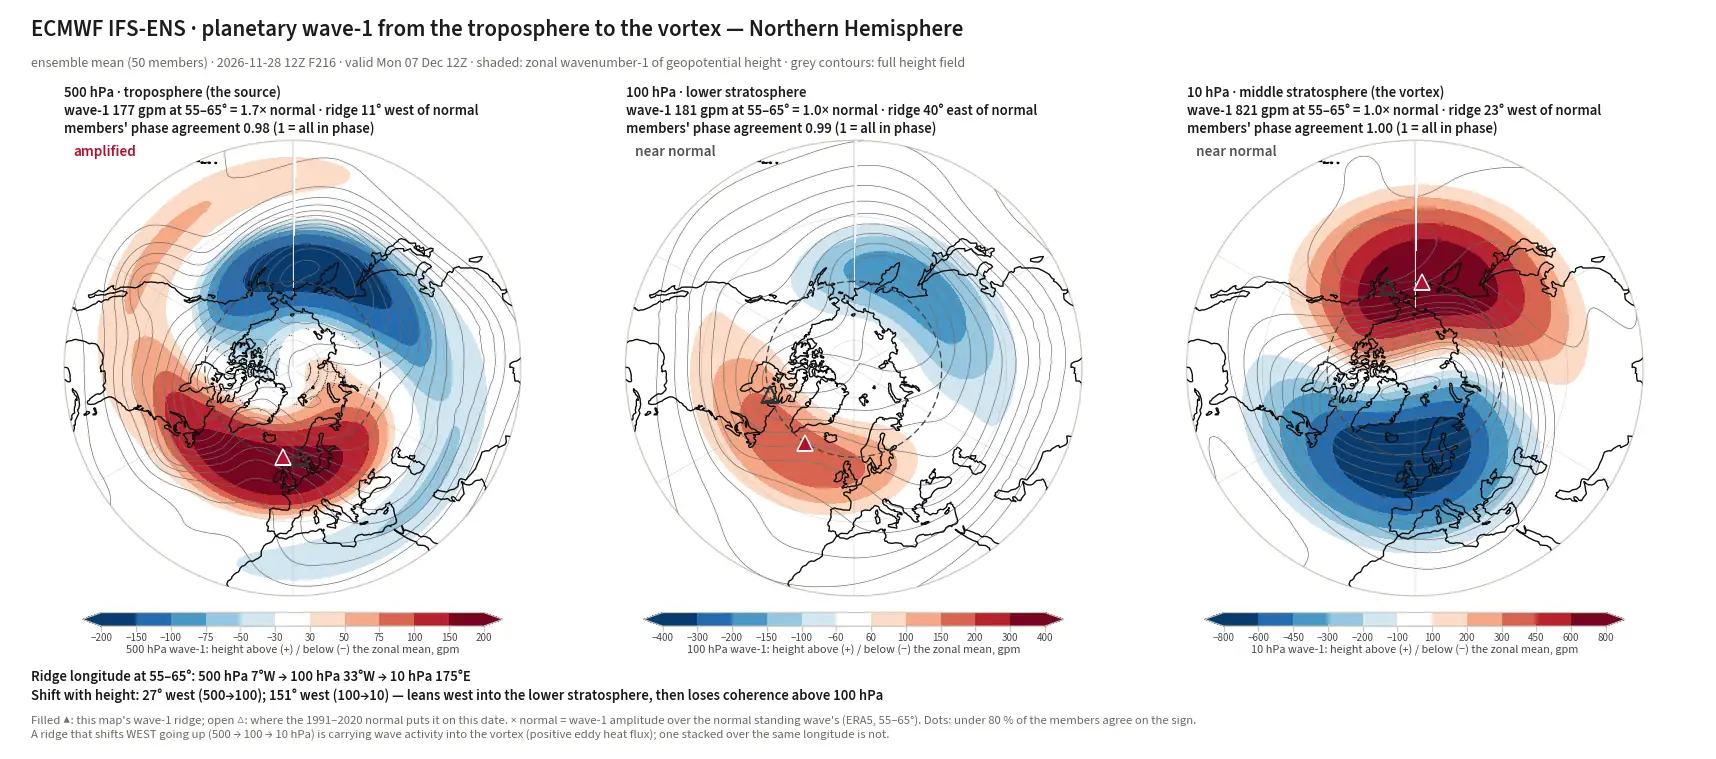 ECMWF IFS-ENS · planetary wave-1 from the troposphere to the vortex — Northern Hemisphere
ensemble mean (50 members) · 2026-11-28 12Z F216 · valid Mon 07 Dec 12Z · shaded: zonal wavenumber-1 of geopotential height · grey contours: full height field
500 hPa · troposphere (the source)
wave-1 177 gpm at 55–65° = 1.7× normal · ridge 11° west of normal
members' phase agreement 0.98 (1 = all in phase)
amplified
100 hPa · lower stratosphere
wave-1 181 gpm at 55–65° = 1.0× normal · ridge 40° east of normal
members' phase agreement 0.99 (1 = all in phase)
near normal
10 hPa · middle stratosphere (the vortex)
wave-1 821 gpm at 55–65° = 1.0× normal · ridge 23° west of normal
members' phase agreement 1.00 (1 = all in phase)
near normal
−200 −150 −100 −75 −50 −30 30 50 75 100 150 200
500 hPa wave-1: height above (+) / below (−) the zonal mean, gpm
−400 −300 −200 −150 −100 −60 60 100 150 200 300 400
100 hPa wave-1: height above (+) / below (−) the zonal mean, gpm
−800 −600 −450 −300 −200 −100 100 200 300 450 600 800
10 hPa wave-1: height above (+) / below (−) the zonal mean, gpm
Ridge longitude at 55–65°: 500 hPa 7°W → 100 hPa 33°W → 10 hPa 175°E
Shift with height: 27° west (500→100); 151° west (100→10) — leans west into the lower stratosphere, then loses coherence above 100 hPa
Filled ▲: this map's wave-1 ridge; open △: where the 1991–2020 normal puts it on this date. × normal = wave-1 amplitude over the normal standing wave's (ERA5, 55–65°). Dots: under 80 % of the members agree on the sign.
A ridge that shifts WEST going up (500 → 100 → 10 hPa) is carrying wave activity into the vortex (positive eddy heat flux); one stacked over the same longitude is not.